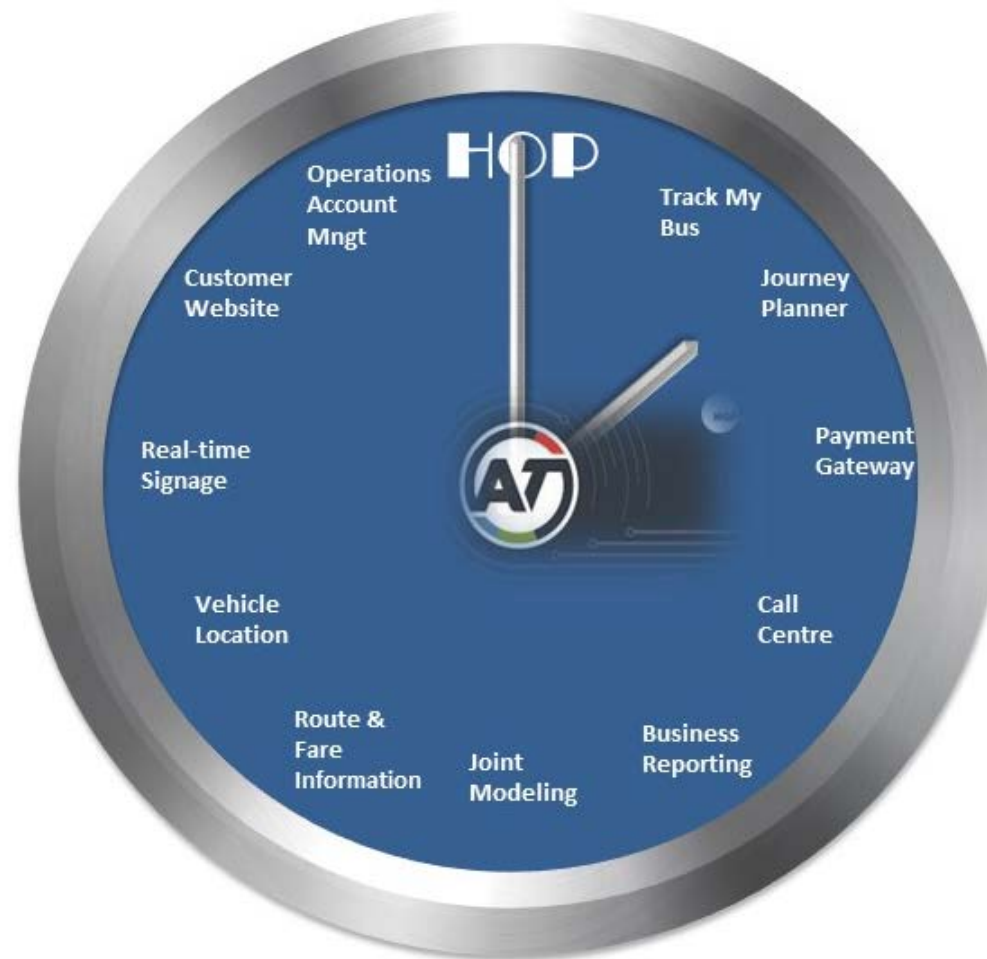 HOP
Track My
Bus
Journey
Planner
Payment
Gateway
Call
Centre
Business
Reporting
Joint
Modeling
Route &
Fare
Information
Vehicle
Location
Real-time
Signage
Customer
Website
Operations
Account
Mngt
AT